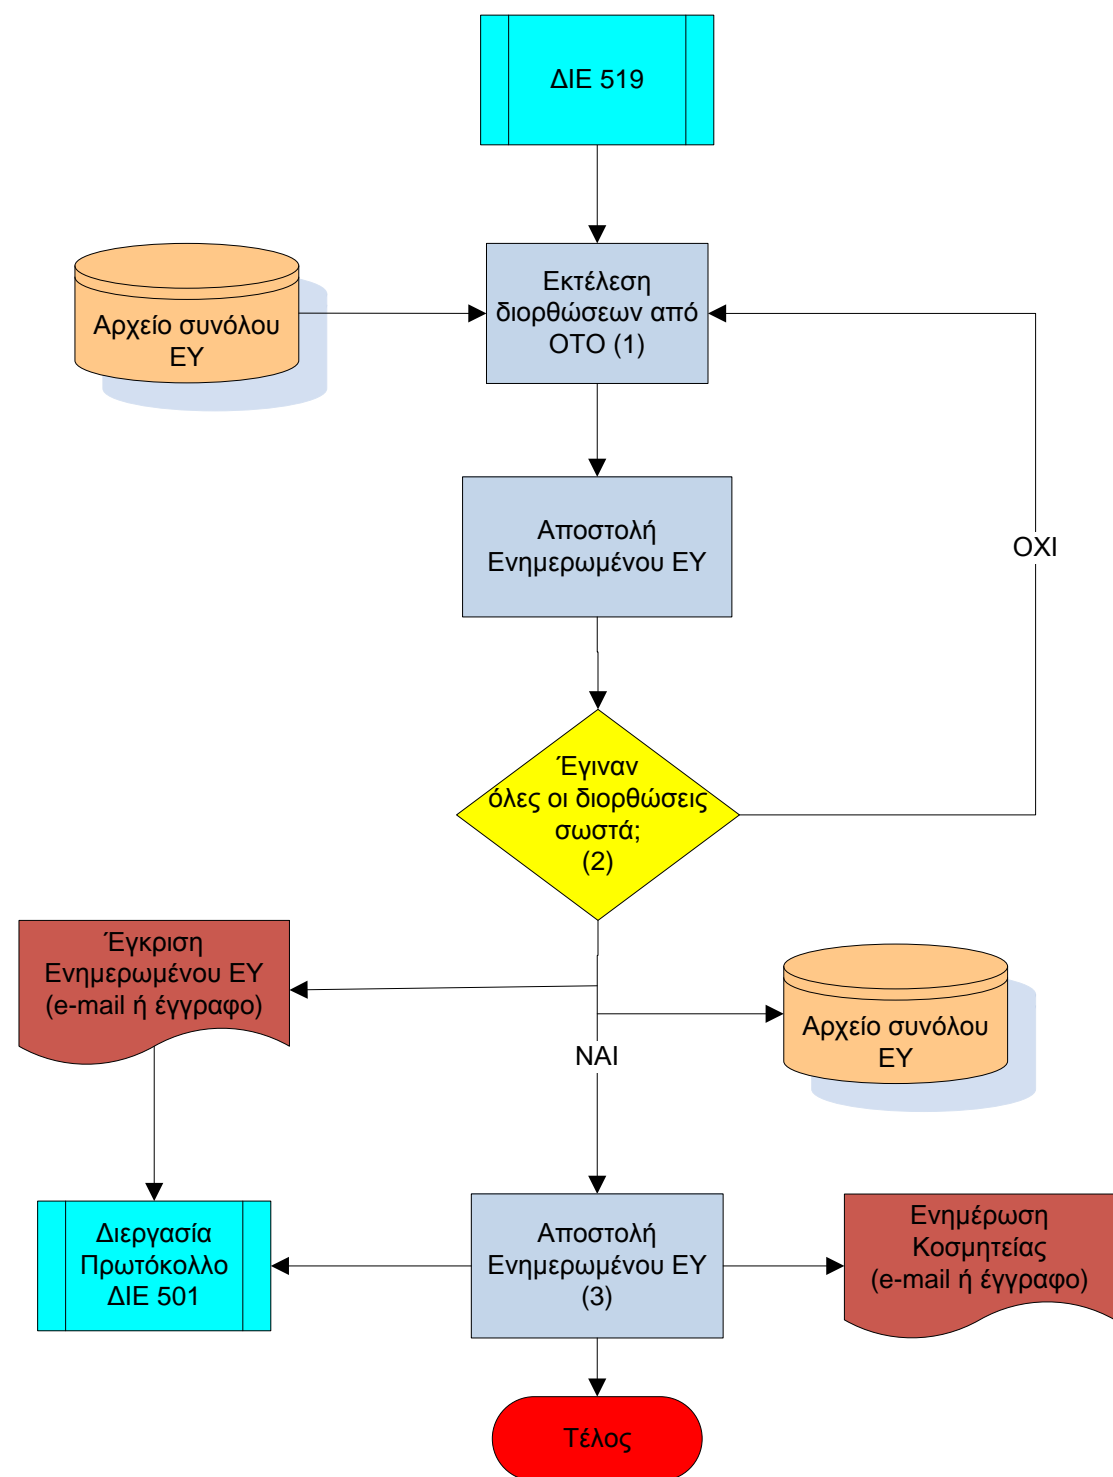 ΔΙΕ 519
Εκτέλεση
διορθώσεων από
ΟΤΟ (1)
Αρχείο συνόλου
ΕΥ
Αποστολή
Ενημερωμένου ΕΥ
ΟΧΙ
Έγιναν
όλες οι διορθώσεις
σωστά;
(2)
Έγκριση
Ενημερωμένου ΕΥ
(e-mail ή έγγραφο)
Αρχείο συνόλου
ΕΥ
ΝΑΙ
Διεργασία
Πρωτόκολλο
ΔΙΕ 501
Αποστολή
Ενημερωμένου ΕΥ
(3)
Ενημέρωση
Κοσμητείας
(e-mail ή έγγραφο)
Τέλος